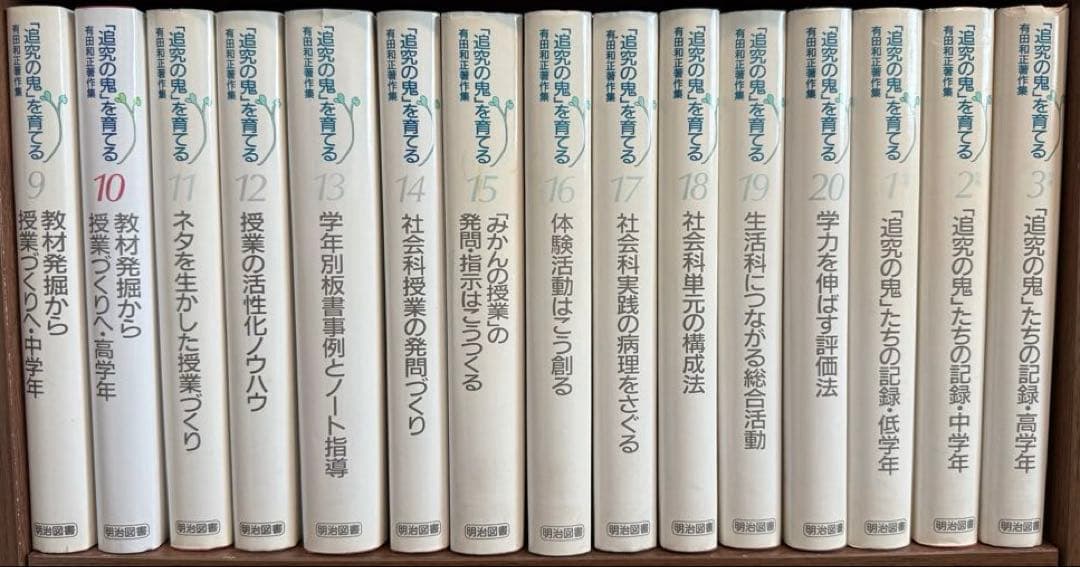 「追究の鬼」を育てる
有田和正著作集
9
教材発掘から
授業づくりへ・中学年
明治図書
「追究の鬼」を育てる
有田和正著作集
10
教材発掘から
授業づくりへ・高学年
明治図書
「追究の鬼」を育てる
有田和正著作集
11
ネタを生かした授業づくり
明治図書
「追究の鬼」を育てる
有田和正著作集
12
授業の活性化ノウハウ
明治図書
「追究の鬼」を育てる
有田和正著作集
13
学年別板書事例とノート指導
明治図書
「追究の鬼」を育てる
有田和正著作集
14
社会科授業の発問づくり
明治図書
「追究の鬼」を育てる
有田和正著作集
15
「みかんの授業」の
発問・指示はこうつくる
明治図書
「追究の鬼」を育てる
有田和正著作集
16
体験活動はこう創る
明治図書
「追究の鬼」を育てる
有田和正著作集
17
社会科実践の病理をさぐる
明治図書
「追究の鬼」を育てる
有田和正著作集
18
社会科単元の構成法
明治図書
「追究の鬼」を育てる
有田和正著作集
19
生活科につながる総合活動
明治図書
「追究の鬼」を育てる
有田和正著作集
20
学力を伸ばす評価法
明治図書
「追究の鬼」を育てる
有田和正著作集
1
「追究の鬼」たちの記録・低学年
明治図書
「追究の鬼」を育てる
有田和正著作集
2
「追究の鬼」たちの記録・中学年
明治図書
「追究の鬼」を育てる
有田和正著作集
3
「追究の鬼」たちの記録・高学年
明治図書